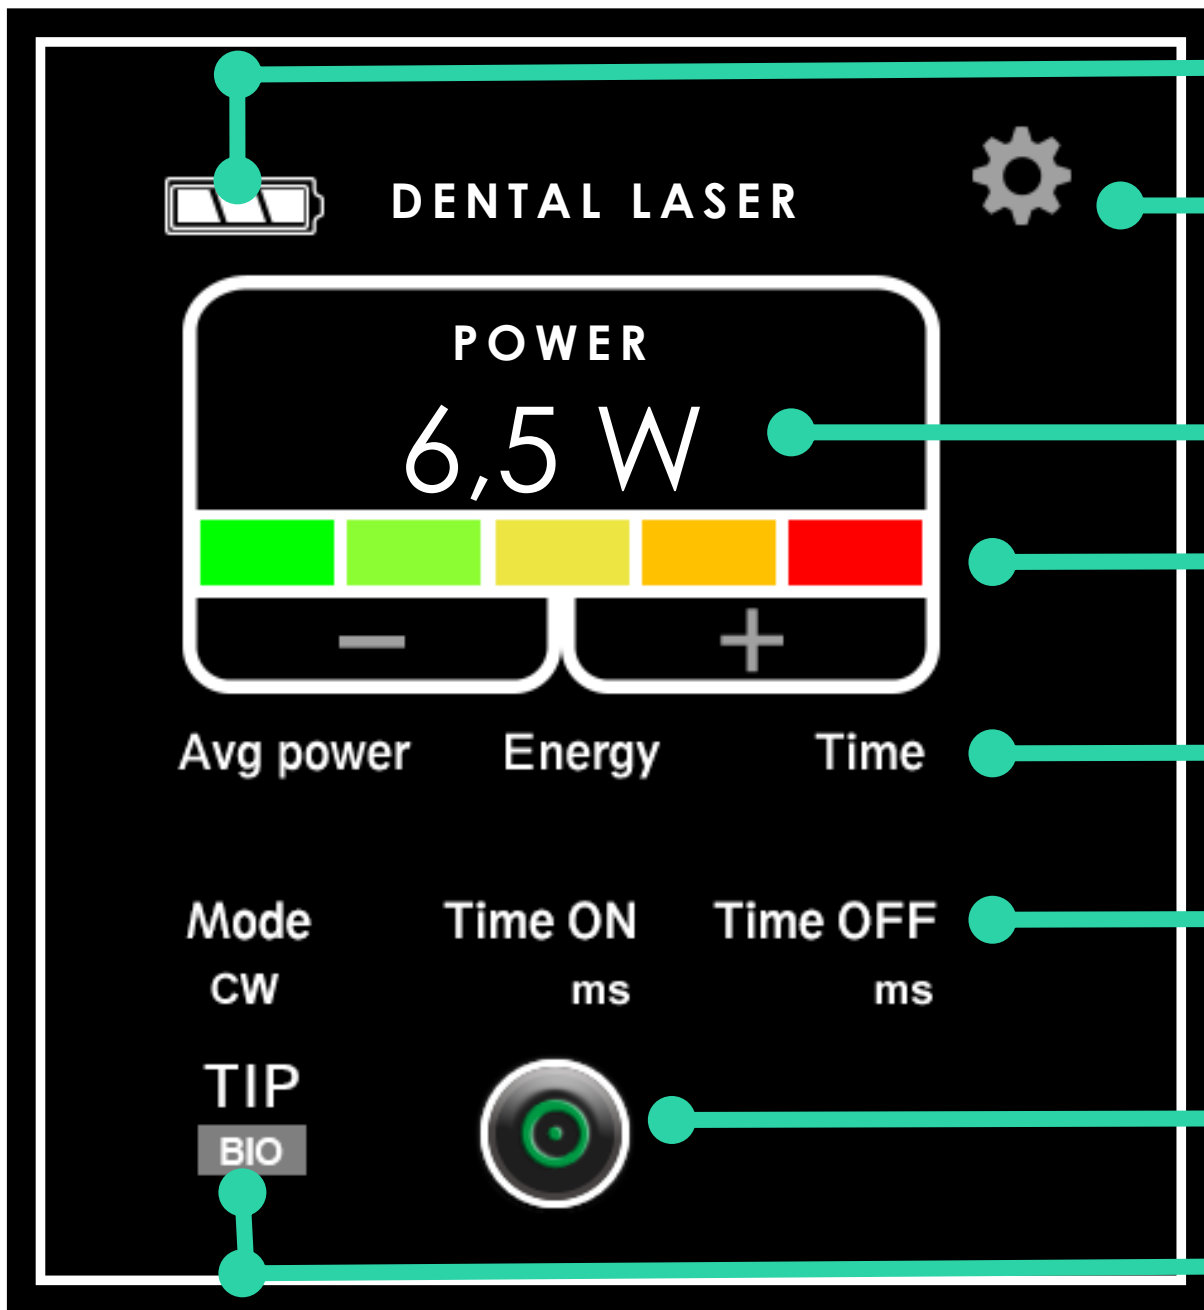 DENTAL LASER
POWER
6,5 W
− +
Avg power Energy Time
Mode Time ON Time OFF
CW ms ms
TIP
BIO